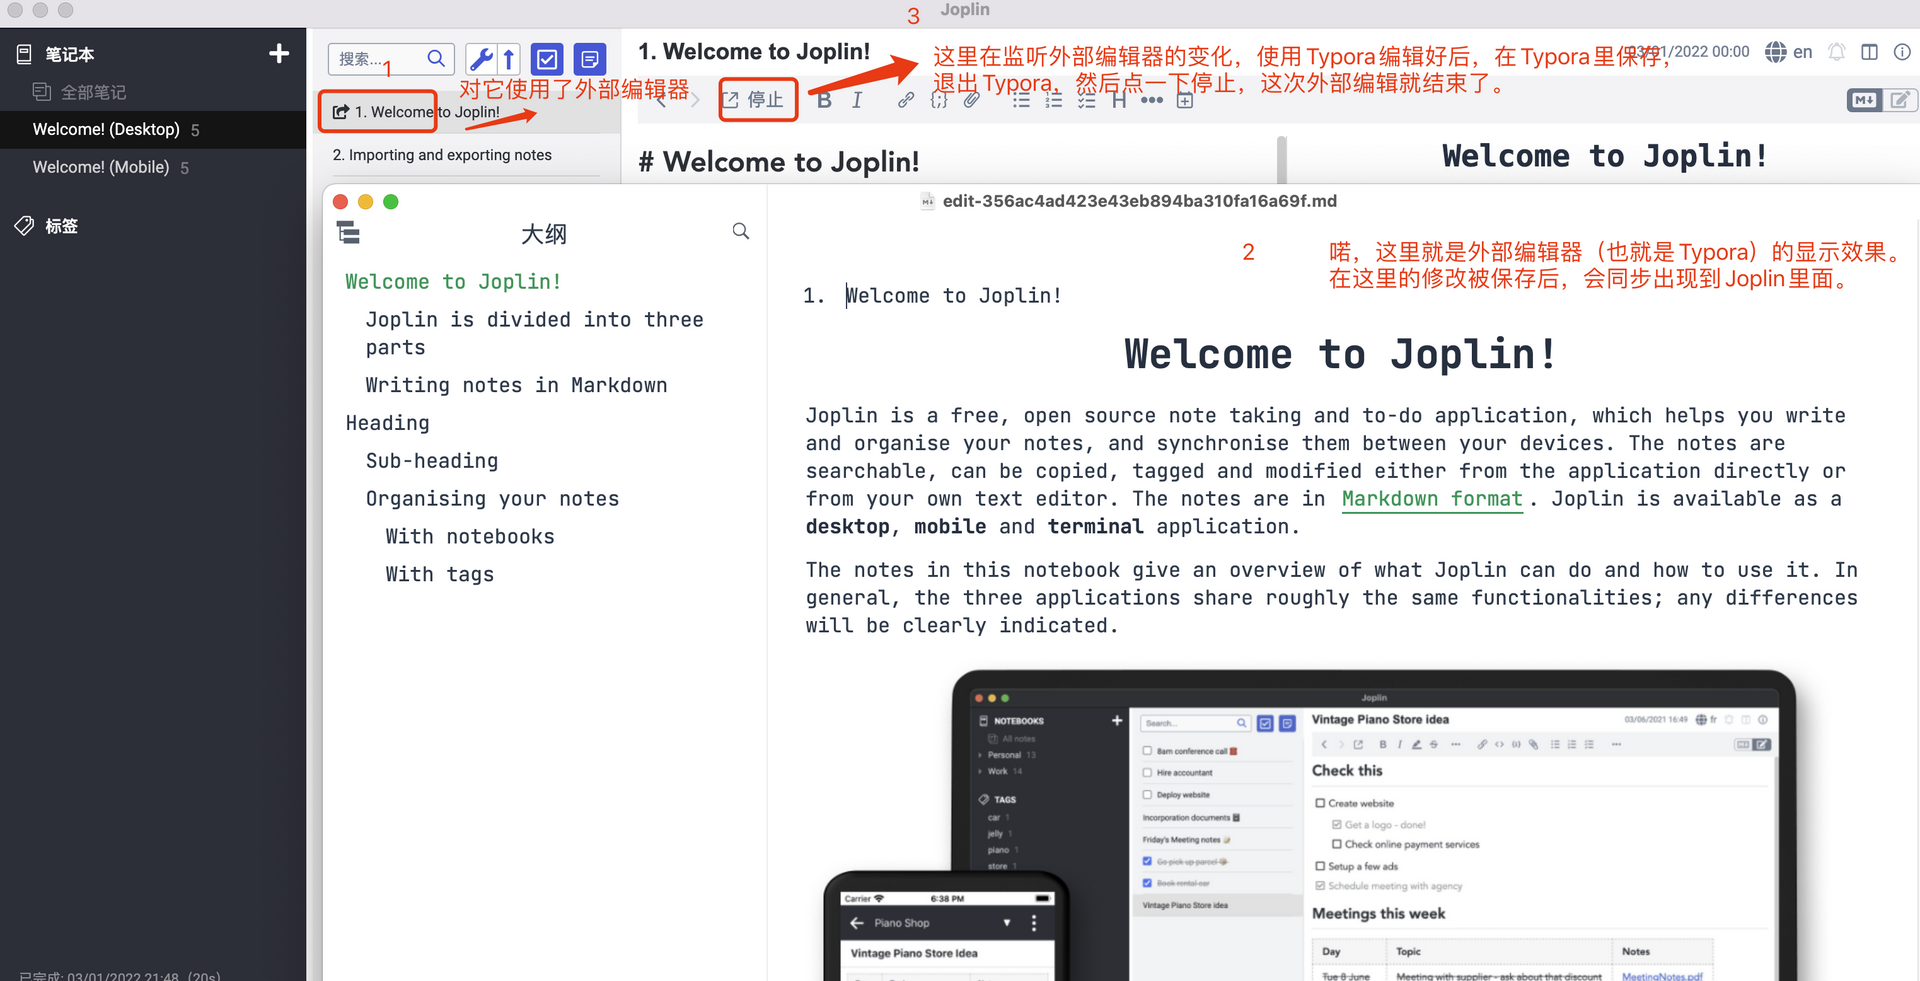 Joplin
3
笔记本
全部笔记
Welcome! (Desktop) 5
Welcome! (Mobile) 5
标签
已完成: 03/01/2022 21:48 (20s)
搜索...
1
对它使用了外部编辑器
1. Welcome to Joplin!
2. Importing and exporting notes
1. Welcome to Joplin!
这里在监听外部编辑器的变化，使用Typora编辑好后，在Typora里保存，
退出Typora，然后点一下停止，这次外部编辑就结束了。
03/01/2022 00:00
en
停止
B I H
# Welcome to Joplin!
Welcome to Joplin!
edit-356ac4ad423e43eb894ba310fa16a69f.md
大纲
Welcome to Joplin!
Joplin is divided into three
parts
Writing notes in Markdown
Heading
Sub-heading
Organising your notes
With notebooks
With tags
2
喏，这里就是外部编辑器（也就是Typora）的显示效果。
在这里的修改被保存后，会同步出现到Joplin里面。
1. Welcome to Joplin!
Welcome to Joplin!
Joplin is a free, open source note taking and to-do application, which helps you write
and organise your notes, and synchronise them between your devices. The notes are
searchable, can be copied, tagged and modified either from the application directly or
from your own text editor. The notes are in Markdown format. Joplin is available as a
desktop, mobile and terminal application.
The notes in this notebook give an overview of what Joplin can do and how to use it. In
general, the three applications share roughly the same functionalities; any differences
will be clearly indicated.
Joplin
NOTEBOOKS
All notes
Personal 13
Work 14
TAGS
car 1
jelly 1
piano 1
store 1
Search...
8am conference call
Hire accountant
Deploy website
Incorporation documents
Friday's Meeting notes
Go pick up parcel
Book rental car
Vintage Piano Store idea
Vintage Piano Store idea
03/06/2021 16:49
fr
B I
Check this
Create website
Get a logo - done!
Check online payment services
Setup a few ads
Schedule meeting with agency
Meetings this week
Day Topic Notes
Tue 8 June Meeting with supplier - ask about that discount MeetingNotes.pdf
Carrier 6:38 PM
Piano Shop
Vintage Piano Store Idea